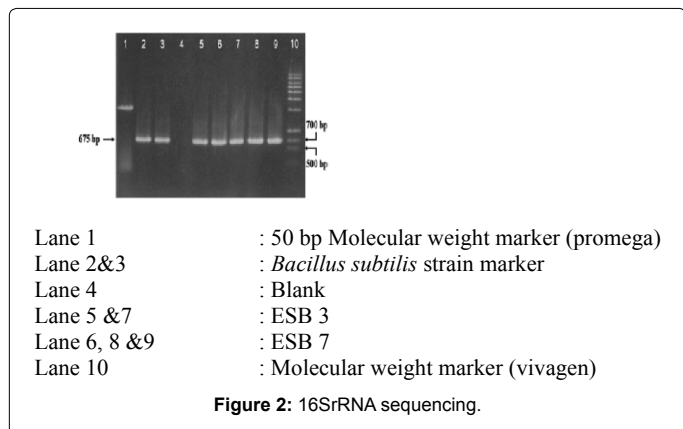 1 2 3 4 5 6 7 8 9 10
675 bp
700 bp
500 bp
Lane 1 : 50 bp Molecular weight marker (promega)
Lane 2&3 : Bacillus subtilis strain marker
Lane 4 : Blank
Lane 5 &7 : ESB 3
Lane 6, 8 &9 : ESB 7
Lane 10 : Molecular weight marker (vivagen)
Figure 2: 16SrRNA sequencing.